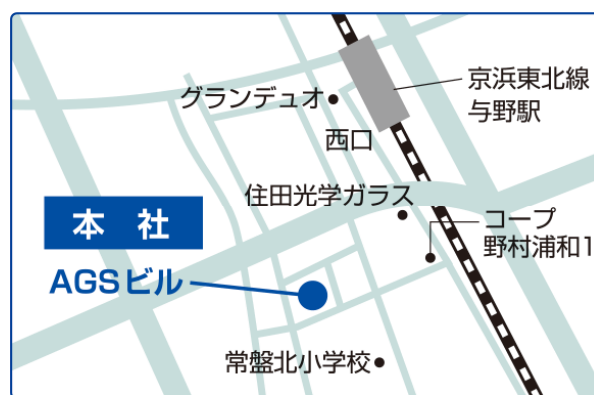 京浜東北線
与野駅
グランデュオ
西口
住田光学ガラス
コープ
野村浦和1
本 社
AGSビル
常盤北小学校